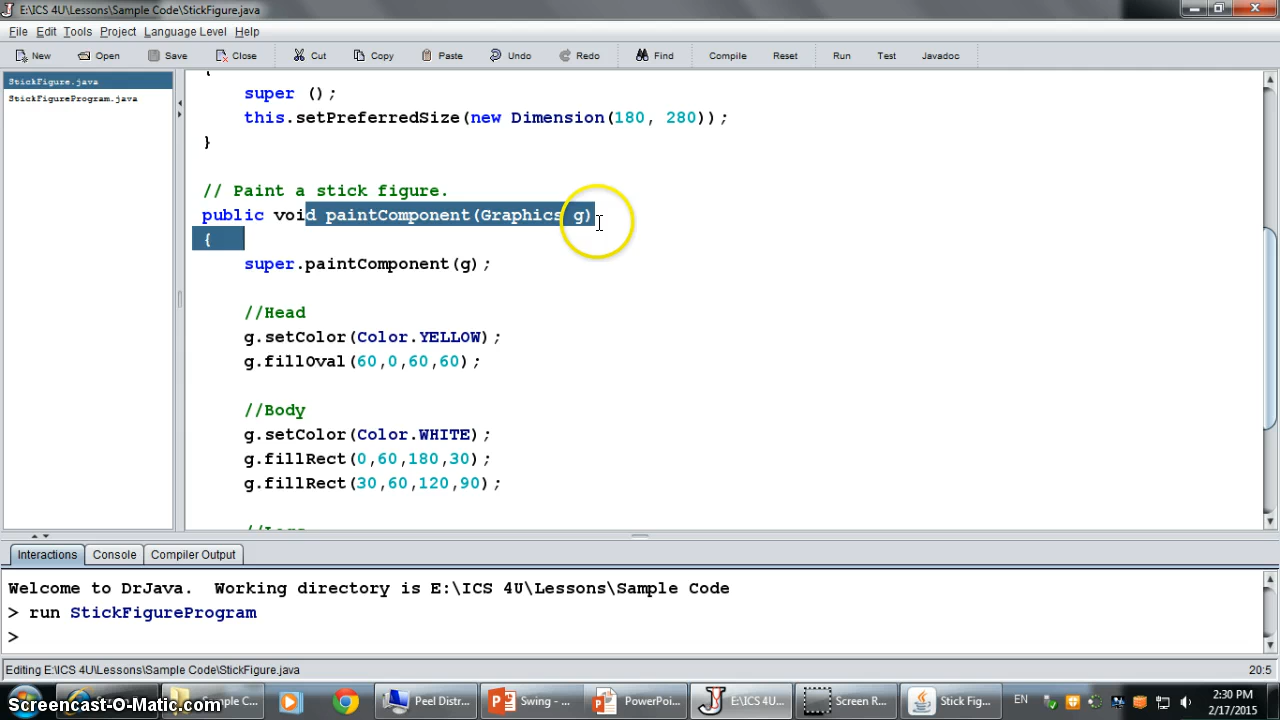 E:\ICS 4U\Lessons\Sample Code\StickFigure.java
File Edit Tools Project Language Level Help
New Open Save Close Cut Copy Paste Undo Redo Find Compile Reset Run Test Javadoc
StickFigure.java
StickFigureProgram.java
{
super ();
this.setPreferredSize(new Dimension(180, 280));
}
// Paint a stick figure.
public void paintComponent(Graphics g)
{
super.paintComponent(g);
//Head
g.setColor(Color.YELLOW);
g.fillOval(60,0,60,60);
//Body
g.setColor(Color.WHITE);
g.fillRect(0,60,180,30);
g.fillRect(30,60,120,90);
Interactions Console Compiler Output
Welcome to DrJava.  Working directory is E:\ICS 4U\Lessons\Sample Code
> run StickFigureProgram
>
Editing E:\ICS 4U\Lessons\Sample Code\StickFigure.java 20:5
Peel Distr... Swing - ... PowerPoi... E:\ICS 4U... Screen R... Stick Fig... EN 2:30 PM
2/17/2015
Screencast-O-Matic.com